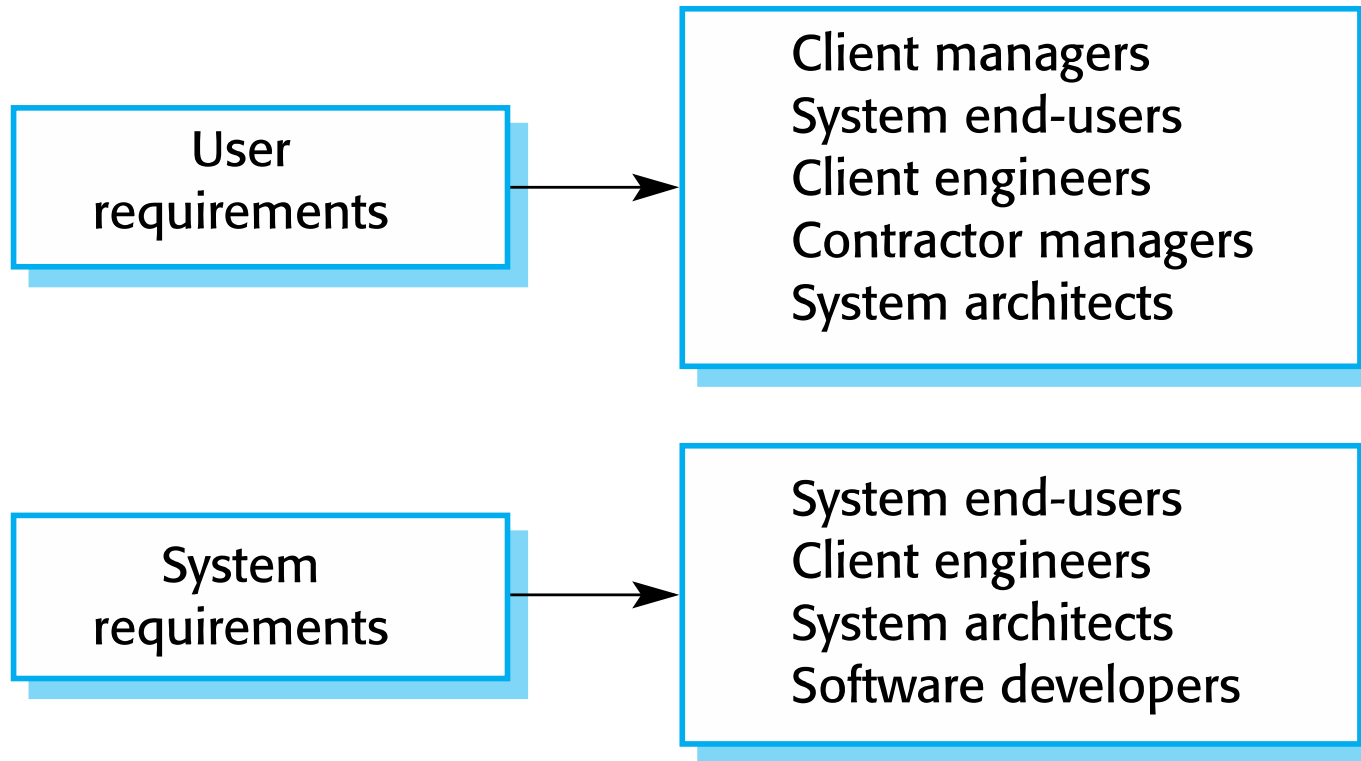 User
requirements
Client managers
System end-users
Client engineers
Contractor managers
System architects
System
requirements
System end-users
Client engineers
System architects
Software developers